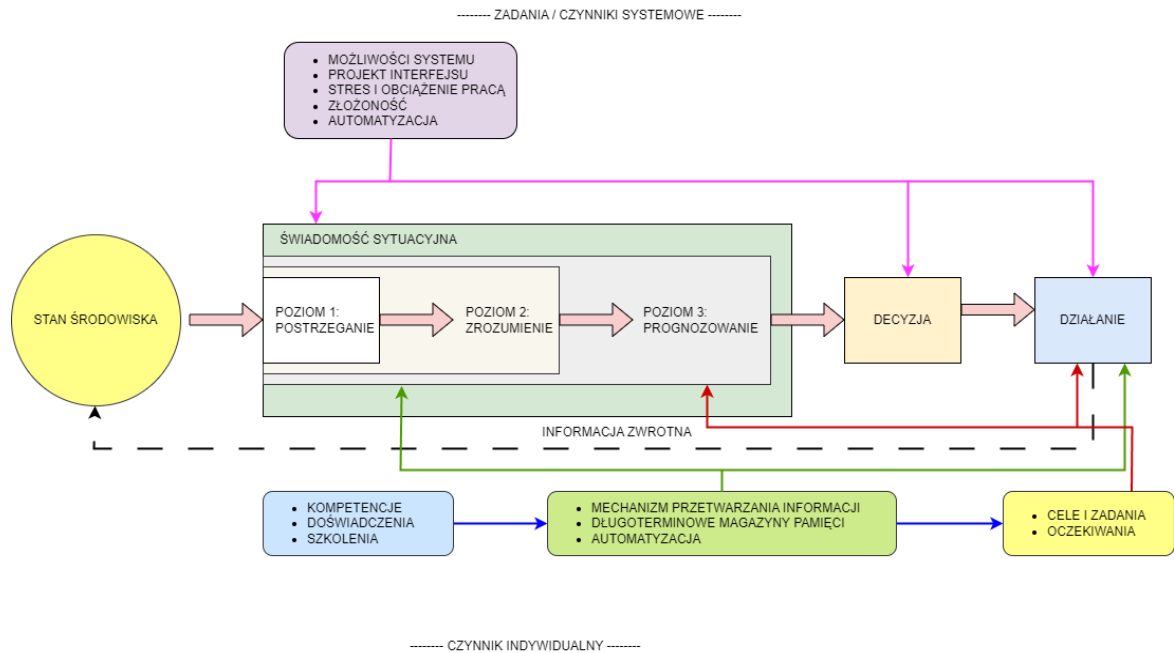 -------- ZADANIA / CZYNNIKI SYSTEMOWE --------
• MOŻLIWOŚCI SYSTEMU
• PROJEKT INTERFEJSU
• STRES I OBCIĄŻENIE PRACĄ
• ZŁOŻONOŚĆ
• AUTOMATYZACJA
ŚWIADOMOŚĆ SYTUACYJNA
STAN ŚRODOWISKA
POZIOM 1:
POSTRZEGANIE
POZIOM 2:
ZROZUMIENIE
POZIOM 3:
PROGNOZOWANIE
DECYZJA
DZIAŁANIE
INFORMACJA ZWROTNA
• KOMPETENCJE
• DOŚWIADCZENIA
• SZKOLENIA
• MECHANIZM PRZETWARZANIA INFORMACJI
• DŁUGOTERMINOWE MAGAZYNY PAMIĘCI
• AUTOMATYZACJA
• CELE I ZADANIA
• OCZEKIWANIA
-------- CZYNNIK INDYWIDUALNY --------